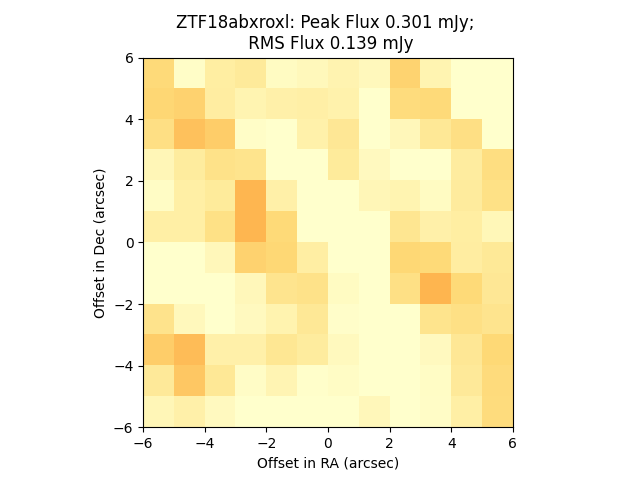 ZTF18abxroxl: Peak Flux 0.301 mJy;
RMS Flux 0.139 mJy
6
4
2
0
−2
−4
−6
Offset in Dec (arcsec)
−6 −4 −2 0 2 4 6
Offset in RA (arcsec)